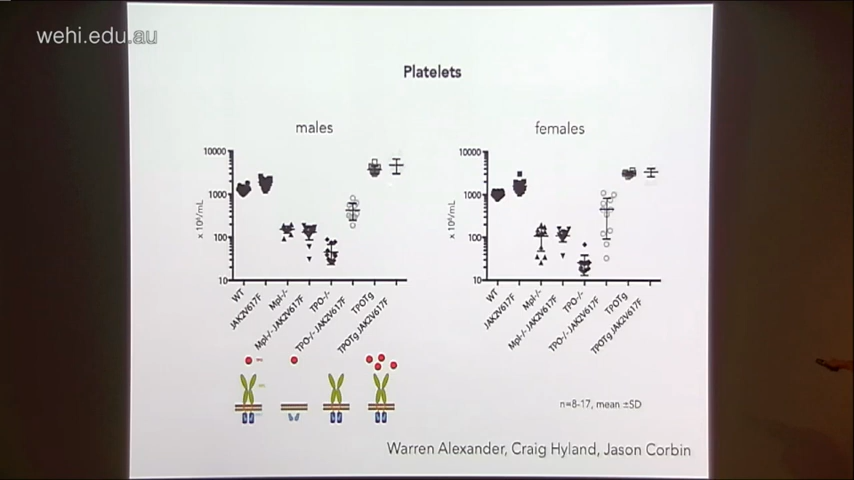 wehi.edu.au
Platelets
males
females
10000
1000
100
10
x 10⁶/mL
WT
JAK2V617F
Mpl-/-
Mpl-/- JAK2V617F
TPO-/-
TPO-/- JAK2V617F
TPOTg
TPOTg JAK2V617F
10000
1000
100
10
x 10⁶/mL
WT
JAK2V617F
Mpl-/-
Mpl-/- JAK2V617F
TPO-/-
TPO-/- JAK2V617F
TPOTg
TPOTg JAK2V617F
n=8-17, mean ±SD
Warren Alexander, Craig Hyland, Jason Corbin